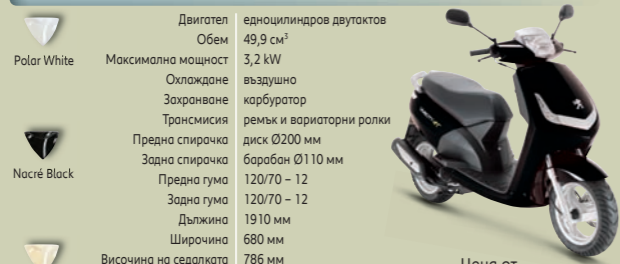 Polar White
Nacré Black
Двигател едноцилиндров двутактов
Обем 49,9 см³
Максимална мощност 3,2 kW
Охлаждане въздушно
Захранване карбуратор
Трансмисия ремък и вариаторни ролки
Предна спирачка диск Ø200 мм
Задна спирачка барабан Ø110 мм
Предна гума 120/70 – 12
Задна гума 120/70 – 12
Дължина 1910 мм
Широчина 680 мм
Височина на седалката 786 мм
Цена от